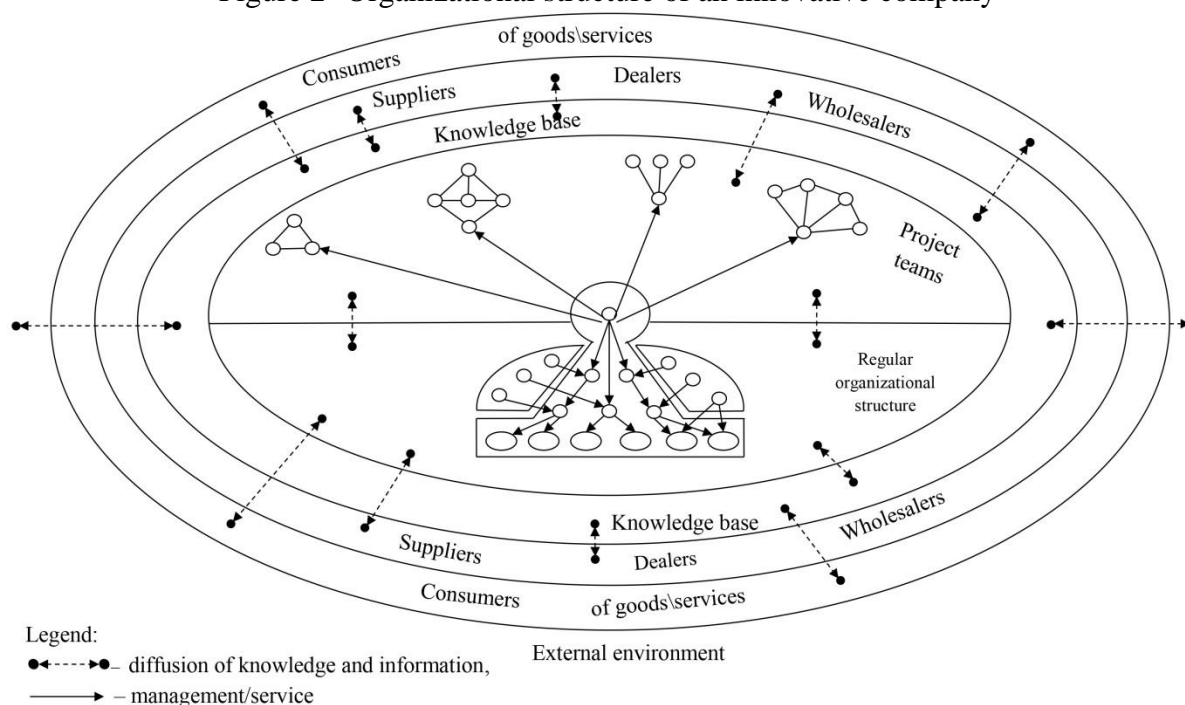 Figure 2 Organizational structure of an innovative company
Consumers of goods\services
Suppliers Dealers Wholesalers
Knowledge base
Project
teams
Regular
organizational
structure
Knowledge base
Suppliers Dealers Wholesalers
Consumers of goods\services
External environment
Legend:
– diffusion of knowledge and information,
– management/service